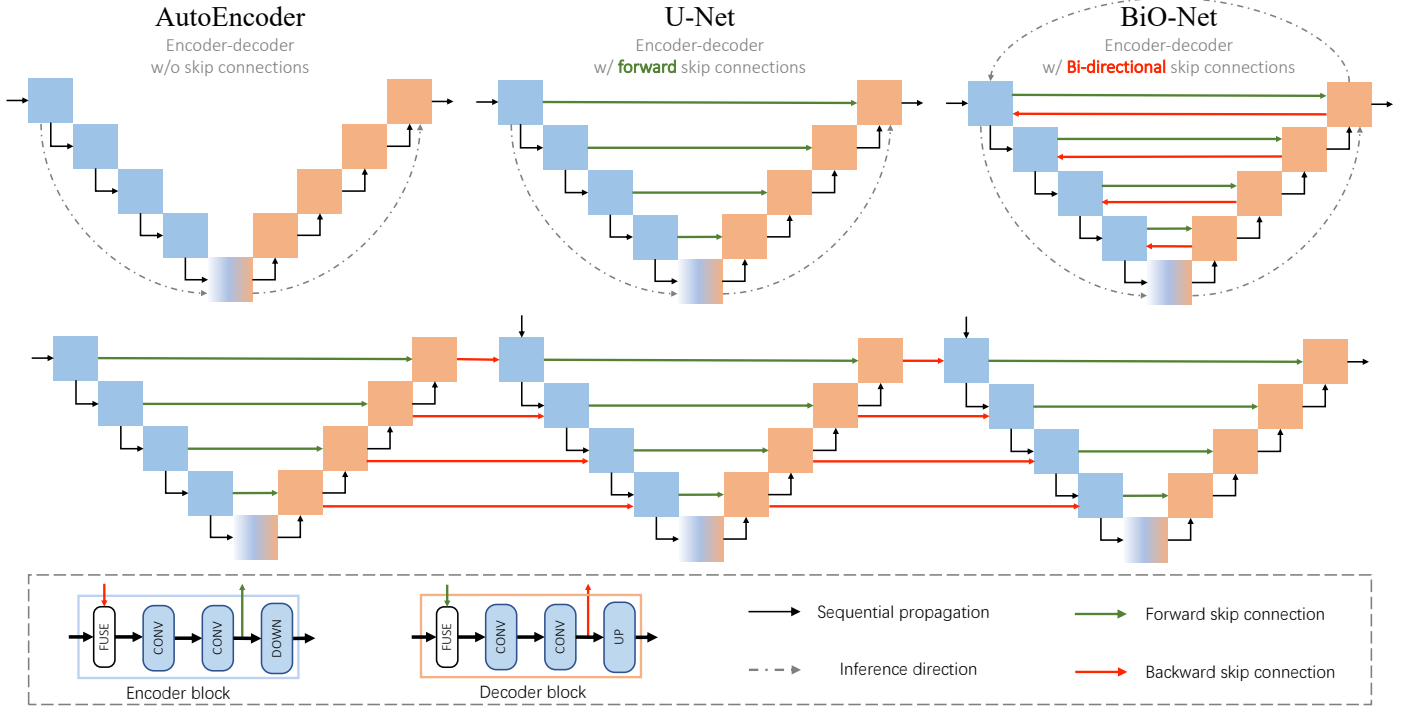 AutoEncoder
Encoder-decoder
w/o skip connections
U-Net
Encoder-decoder
w/ forward skip connections
BiO-Net
Encoder-decoder
w/ Bi-directional skip connections
FUSE
CONV
CONV
DOWN
Encoder block
FUSE
CONV
CONV
UP
Decoder block
Sequential propagation
Forward skip connection
Inference direction
Backward skip connection